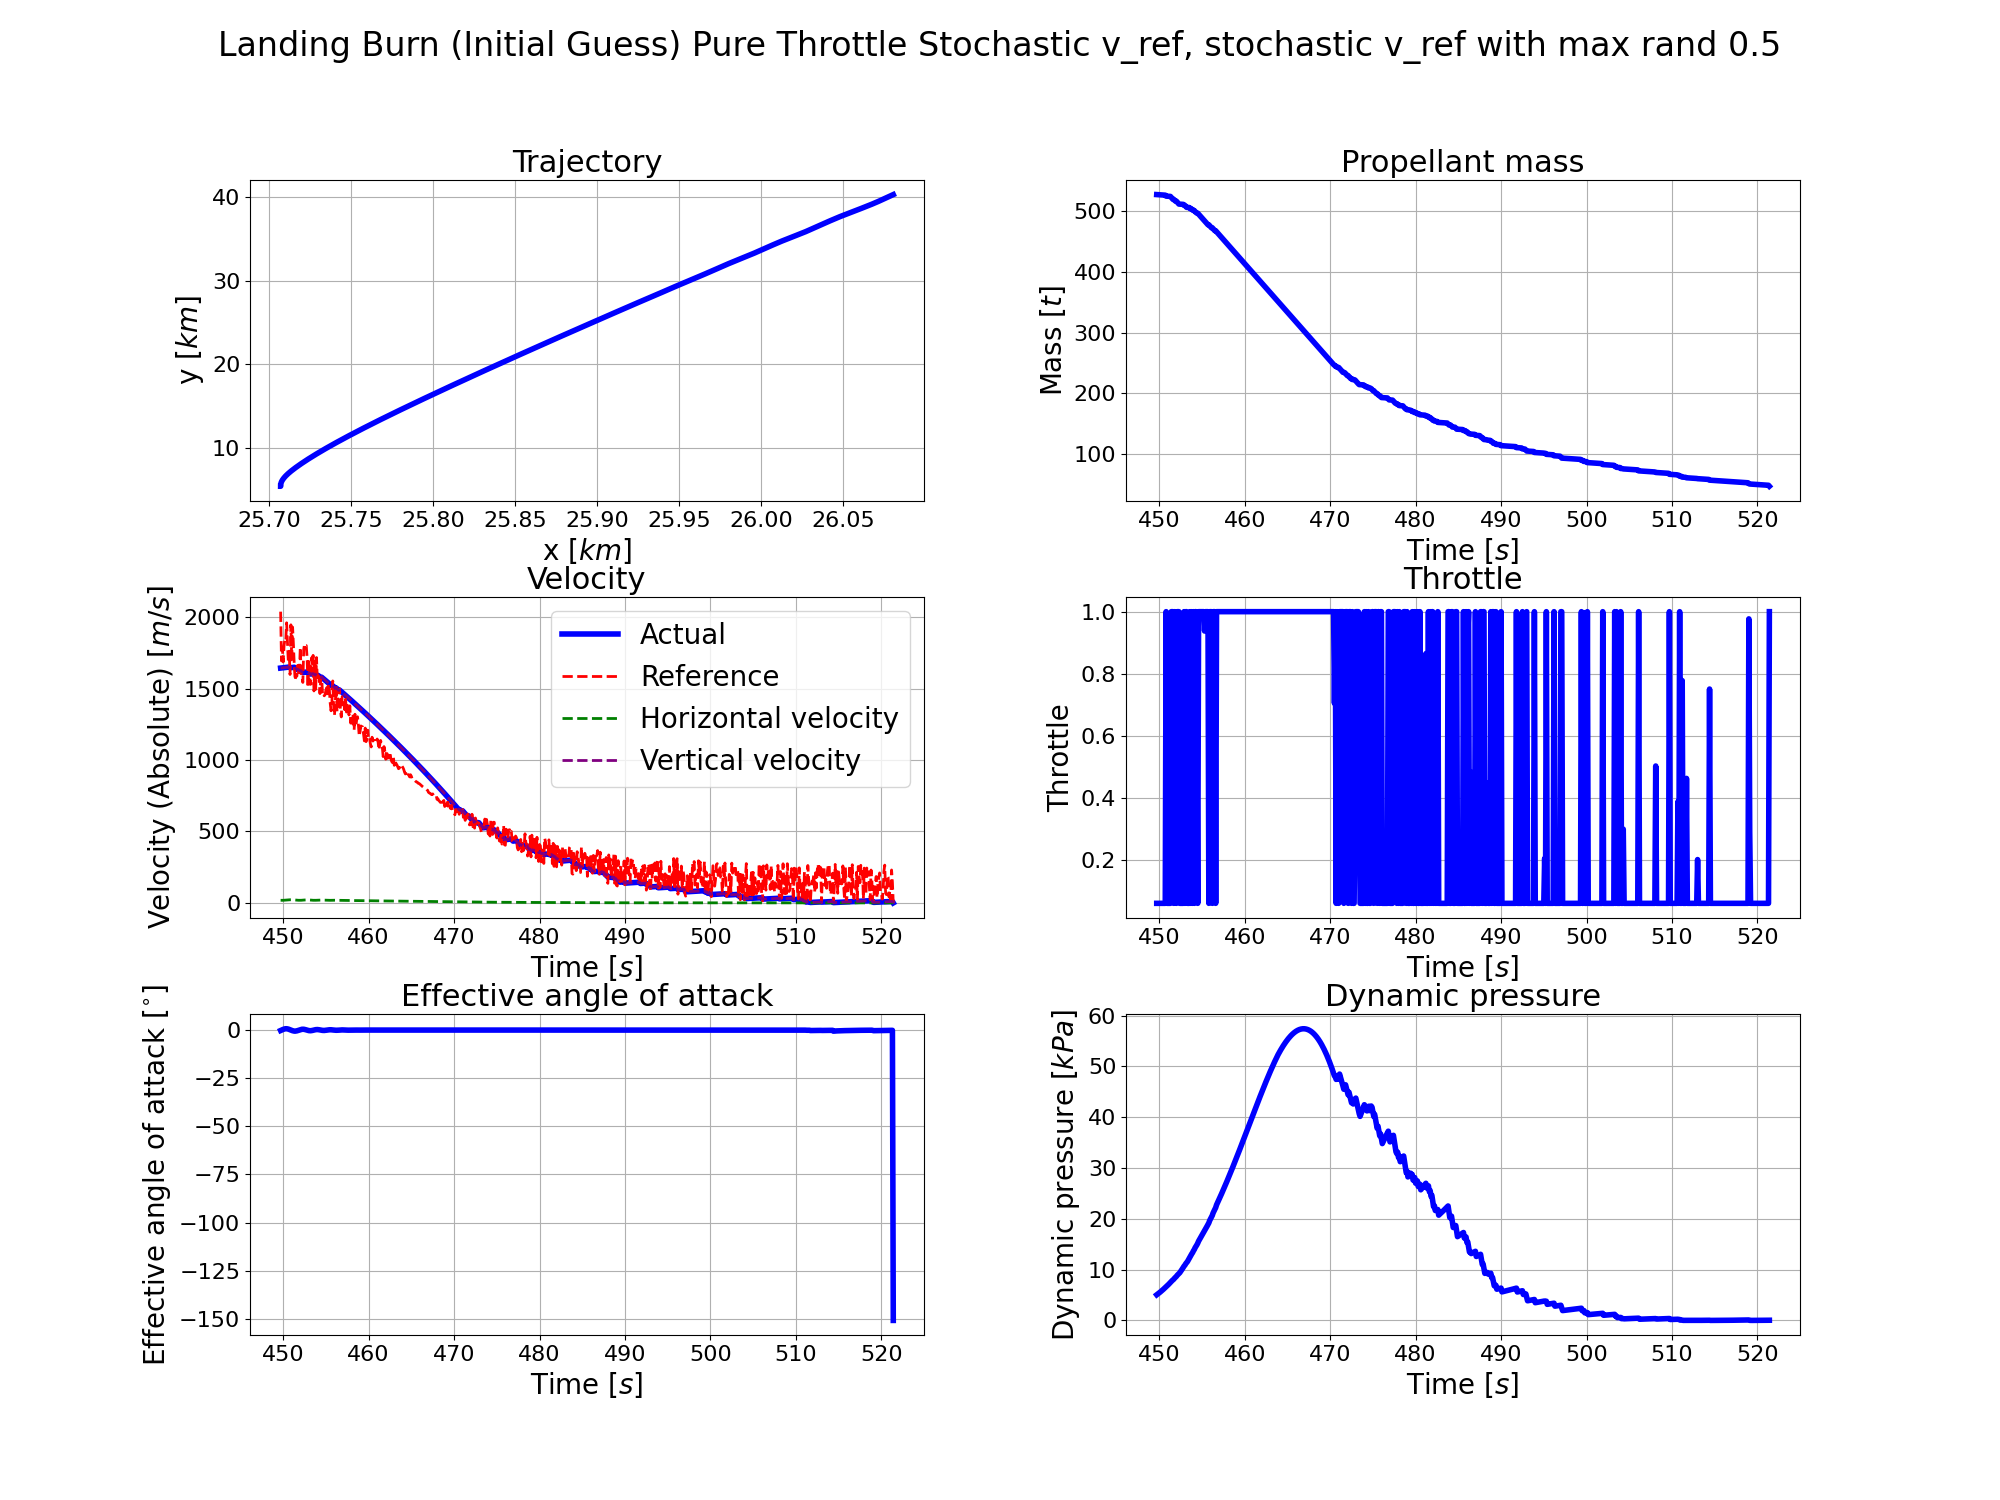 Landing Burn (Initial Guess) Pure Throttle Stochastic v_ref, stochastic v_ref with max rand 0.5
Trajectory
y [km]
40
30
20
10
25.70 25.75 25.80 25.85 25.90 25.95 26.00 26.05
x [km]
Propellant mass
Mass [t]
500
400
300
200
100
450 460 470 480 490 500 510 520
Time [s]
Velocity
Velocity (Absolute) [m/s]
2000
1500
1000
500
0
Actual
Reference
Horizontal velocity
Vertical velocity
450 460 470 480 490 500 510 520
Time [s]
Throttle
Throttle
1.0
0.8
0.6
0.4
0.2
450 460 470 480 490 500 510 520
Time [s]
Effective angle of attack
Effective angle of attack [°]
0
−25
−50
−75
−100
−125
−150
450 460 470 480 490 500 510 520
Time [s]
Dynamic pressure
Dynamic pressure [kPa]
60
50
40
30
20
10
0
450 460 470 480 490 500 510 520
Time [s]